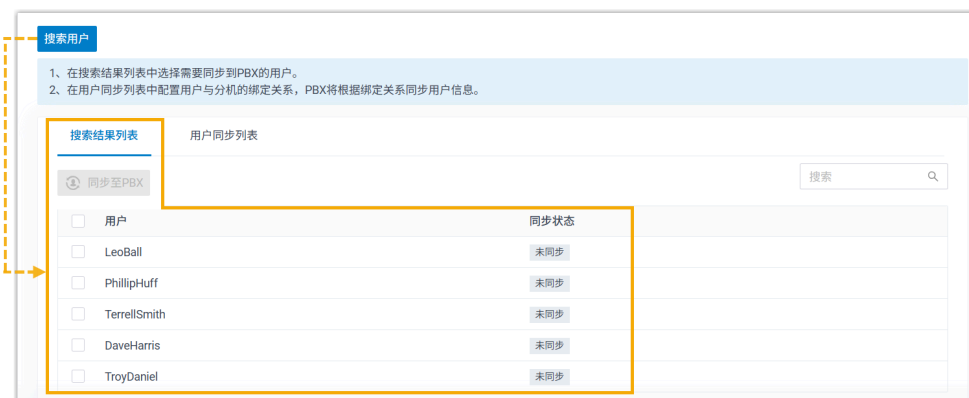 搜索用户
1、在搜索结果列表中选择需要同步到PBX的用户。
2、在用户同步列表中配置用户与分机的绑定关系，PBX将根据绑定关系同步用户信息。
搜索结果列表 用户同步列表
同步至PBX 搜索
用户 同步状态
LeoBall 未同步
PhillipHuff 未同步
TerrellSmith 未同步
DaveHarris 未同步
TroyDaniel 未同步